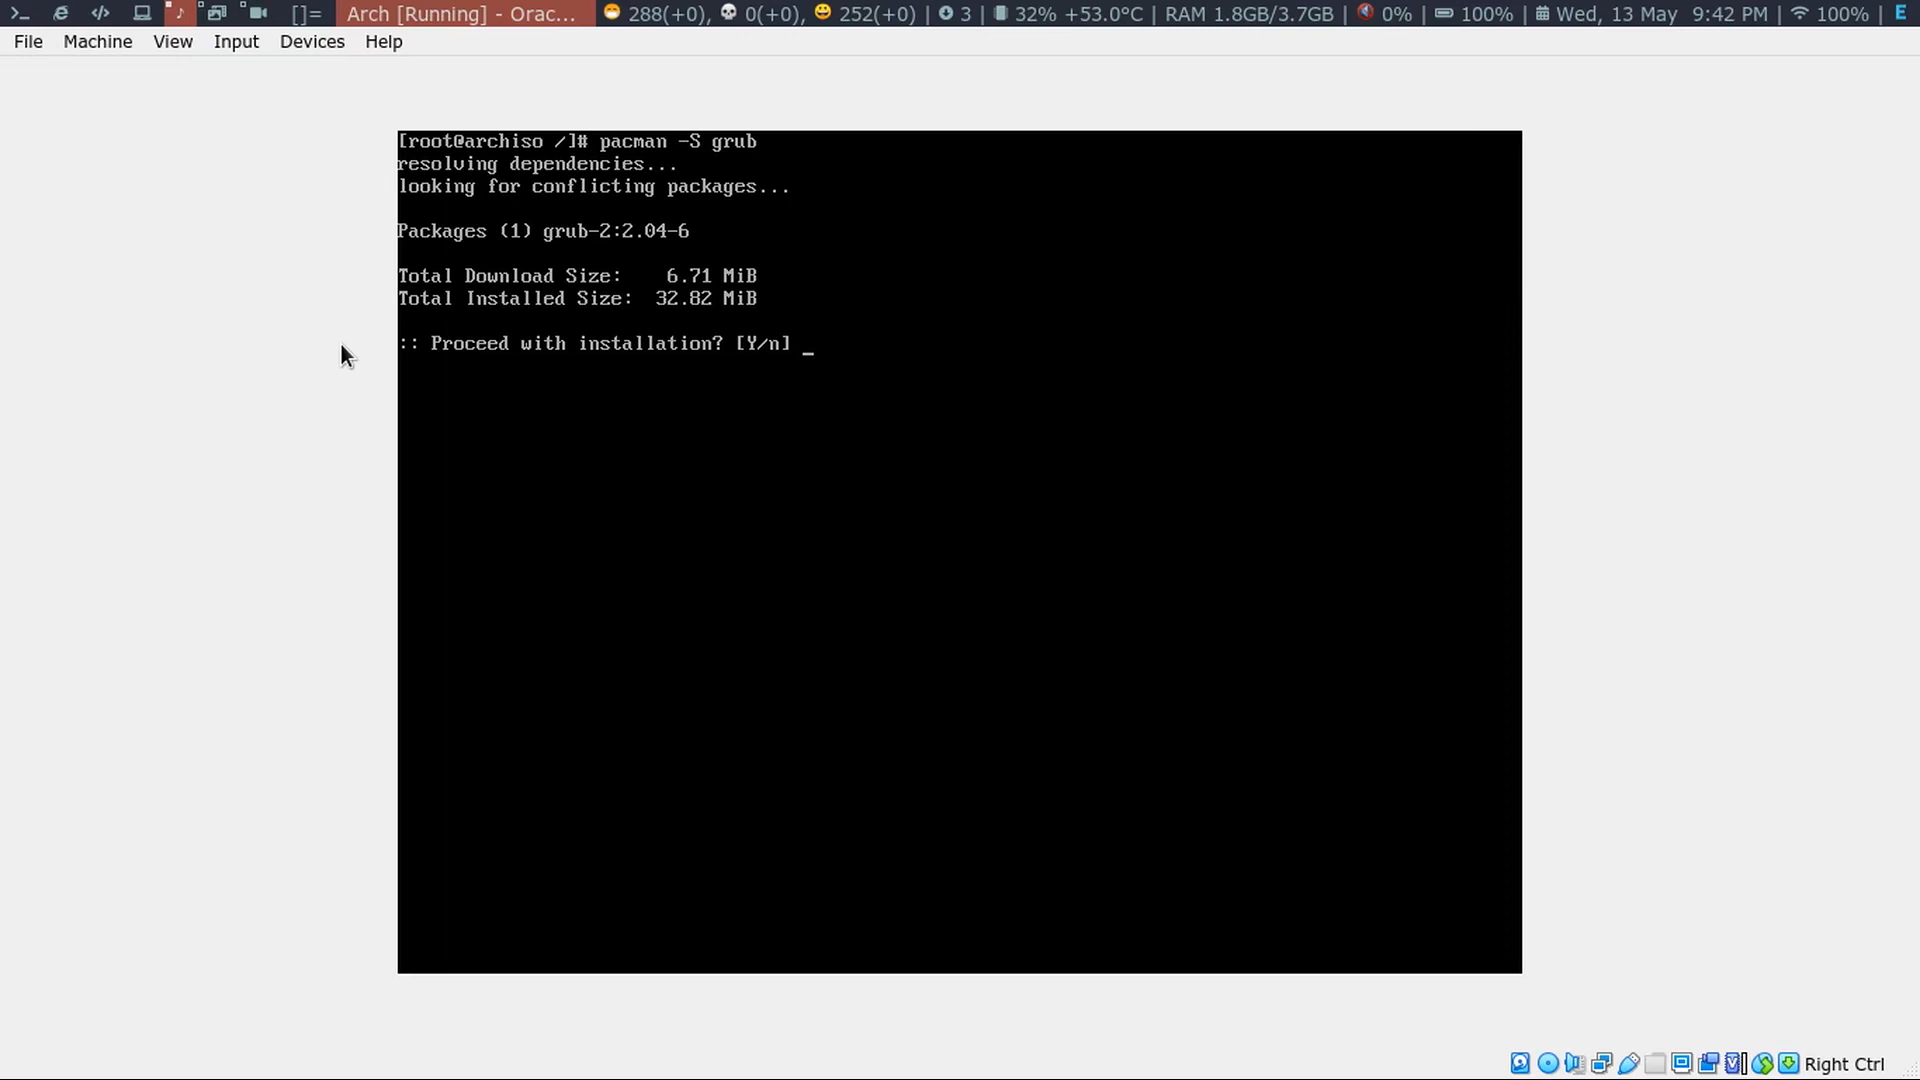 Arch [Running] - Orac... 288(+0), 0(+0), 252(+0) | 3 | 32% +53.0°C | RAM 1.8GB/3.7GB | 0% | 100% | Wed, 13 May 9:42 PM | 100% | E
File Machine View Input Devices Help
[root@archiso /]# pacman -S grub
resolving dependencies...
looking for conflicting packages...
Packages (1) grub-2:2.04-6
Total Download Size: 6.71 MiB
Total Installed Size: 32.82 MiB
:: Proceed with installation? [Y/n] _
Right Ctrl